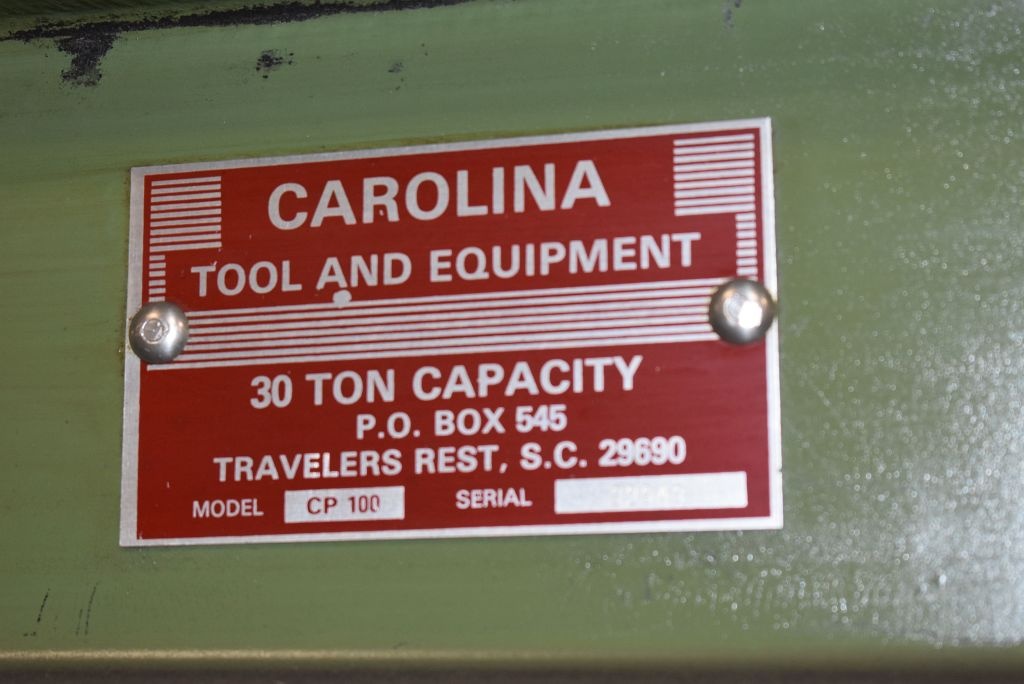 CAROLINA
TOOL AND EQUIPMENT
30 TON CAPACITY
P.O. BOX 545
TRAVELERS REST, S.C. 29690
MODEL CP 100 SERIAL